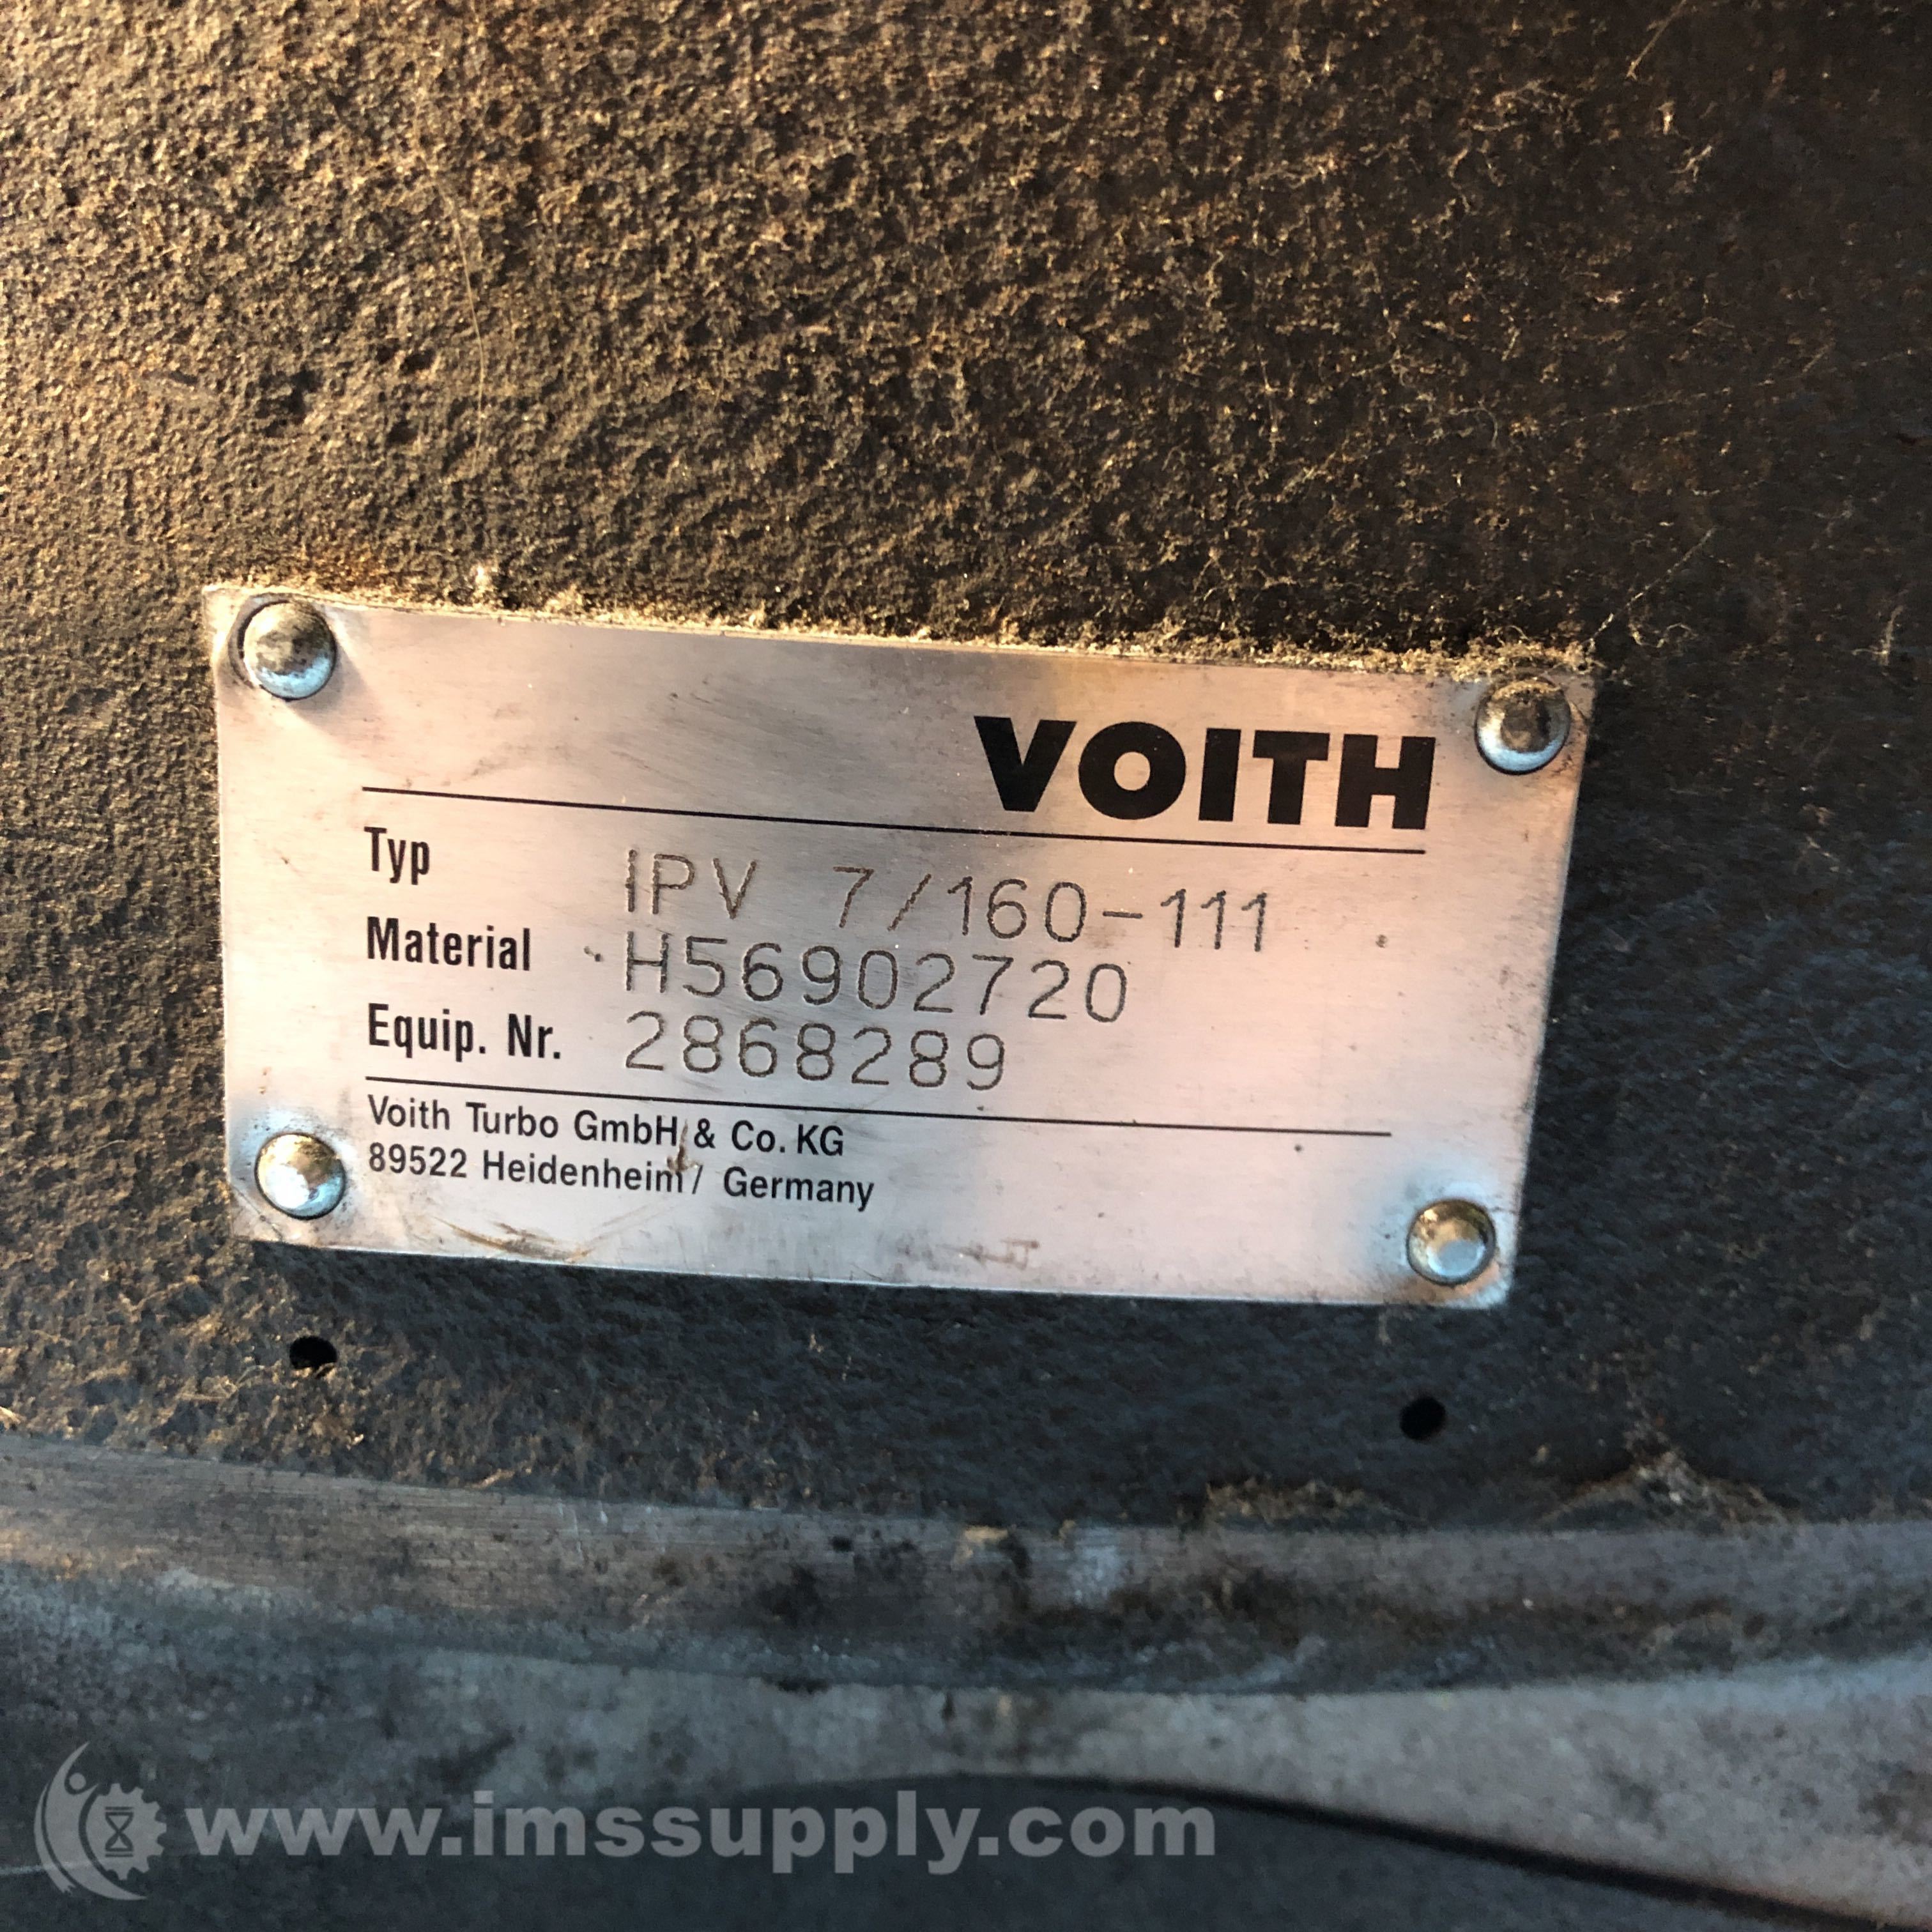 VOITH
Typ IPV 7/160-111
Material H56902720
Equip. Nr. 2868289
Voith Turbo GmbH & Co. KG
89522 Heidenheim / Germany
www.imssupply.com